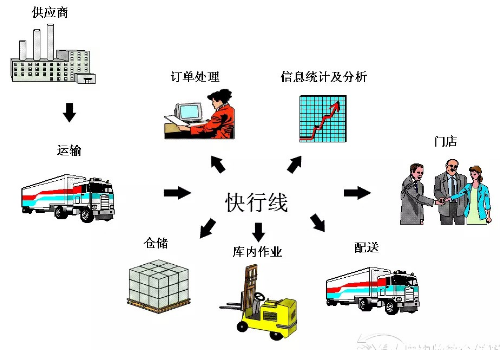 供应商
订单处理
信息统计及分析
运输
门店
快行线
仓储
库内作业
配送